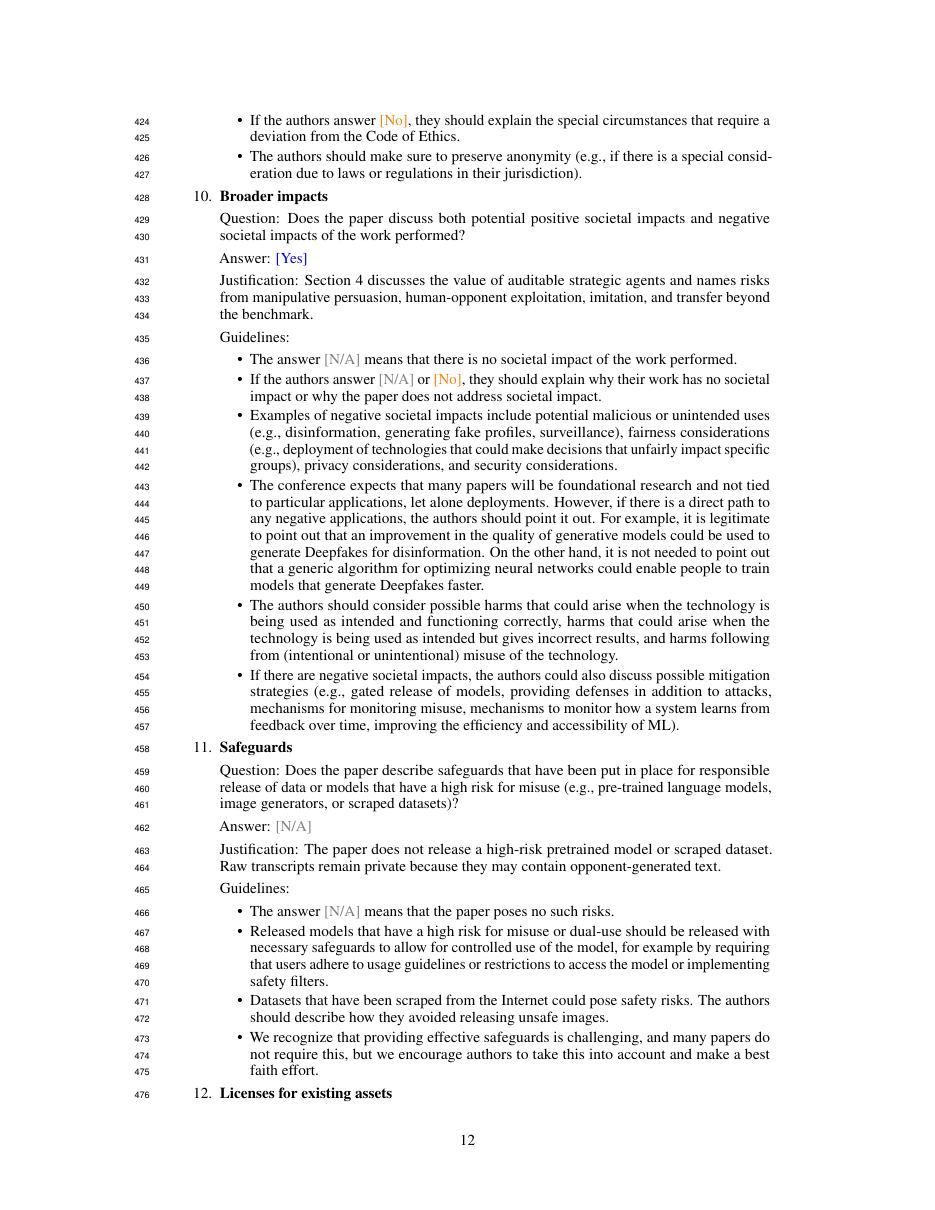 424 • If the authors answer [No], they should explain the special circumstances that require a
425 deviation from the Code of Ethics.
426 • The authors should make sure to preserve anonymity (e.g., if there is a special consid-
427 eration due to laws or regulations in their jurisdiction).
428 10. Broader impacts
429 Question: Does the paper discuss both potential positive societal impacts and negative
430 societal impacts of the work performed?
431 Answer: [Yes]
432 Justification: Section 4 discusses the value of auditable strategic agents and names risks
433 from manipulative persuasion, human-opponent exploitation, imitation, and transfer beyond
434 the benchmark.
435 Guidelines:
436 • The answer [N/A] means that there is no societal impact of the work performed.
437 • If the authors answer [N/A] or [No], they should explain why their work has no societal
438 impact or why the paper does not address societal impact.
439 • Examples of negative societal impacts include potential malicious or unintended uses
440 (e.g., disinformation, generating fake profiles, surveillance), fairness considerations
441 (e.g., deployment of technologies that could make decisions that unfairly impact specific
442 groups), privacy considerations, and security considerations.
443 • The conference expects that many papers will be foundational research and not tied
444 to particular applications, let alone deployments. However, if there is a direct path to
445 any negative applications, the authors should point it out. For example, it is legitimate
446 to point out that an improvement in the quality of generative models could be used to
447 generate Deepfakes for disinformation. On the other hand, it is not needed to point out
448 that a generic algorithm for optimizing neural networks could enable people to train
449 models that generate Deepfakes faster.
450 • The authors should consider possible harms that could arise when the technology is
451 being used as intended and functioning correctly, harms that could arise when the
452 technology is being used as intended but gives incorrect results, and harms following
453 from (intentional or unintentional) misuse of the technology.
454 • If there are negative societal impacts, the authors could also discuss possible mitigation
455 strategies (e.g., gated release of models, providing defenses in addition to attacks,
456 mechanisms for monitoring misuse, mechanisms to monitor how a system learns from
457 feedback over time, improving the efficiency and accessibility of ML).
458 11. Safeguards
459 Question: Does the paper describe safeguards that have been put in place for responsible
460 release of data or models that have a high risk for misuse (e.g., pre-trained language models,
461 image generators, or scraped datasets)?
462 Answer: [N/A]
463 Justification: The paper does not release a high-risk pretrained model or scraped dataset.
464 Raw transcripts remain private because they may contain opponent-generated text.
465 Guidelines:
466 • The answer [N/A] means that the paper poses no such risks.
467 • Released models that have a high risk for misuse or dual-use should be released with
468 necessary safeguards to allow for controlled use of the model, for example by requiring
469 that users adhere to usage guidelines or restrictions to access the model or implementing
470 safety filters.
471 • Datasets that have been scraped from the Internet could pose safety risks. The authors
472 should describe how they avoided releasing unsafe images.
473 • We recognize that providing effective safeguards is challenging, and many papers do
474 not require this, but we encourage authors to take this into account and make a best
475 faith effort.
476 12. Licenses for existing assets
12